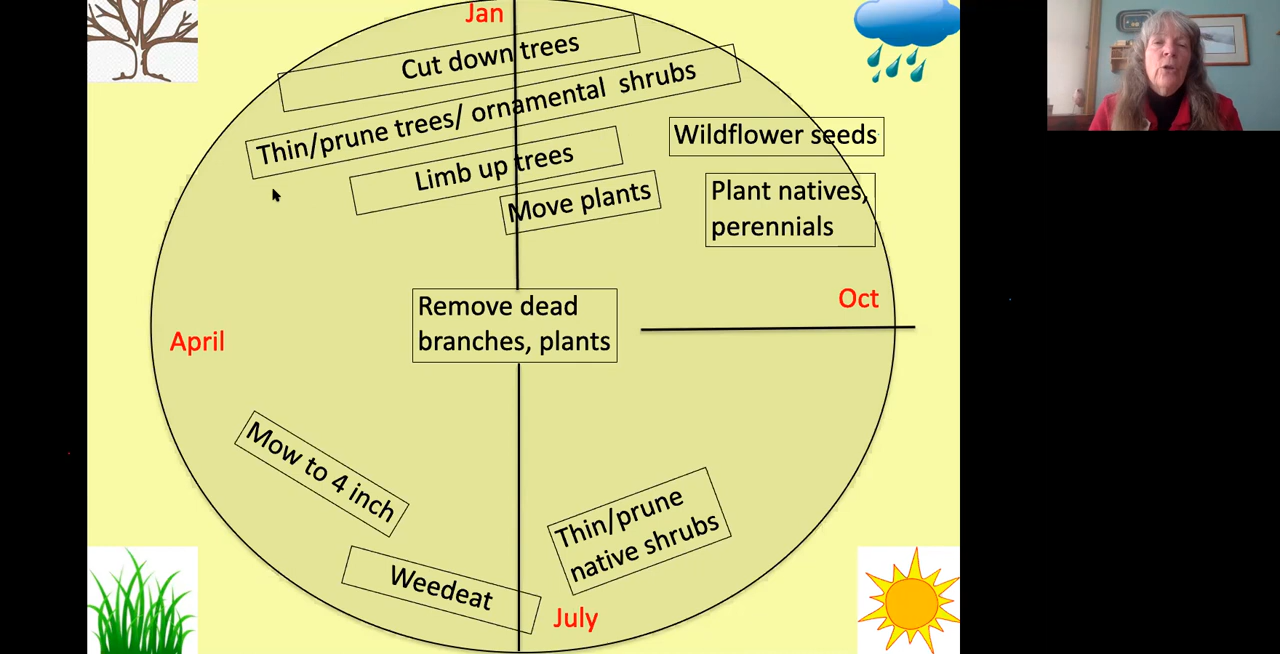 Jan
Cut down trees
Thin/prune trees/ ornamental shrubs
Wildflower seeds
Limb up trees
Move plants
Plant natives,
perennials
Oct
Remove dead
branches, plants
April
Mow to 4 inch
Thin/prune
native shrubs
Weedeat
July